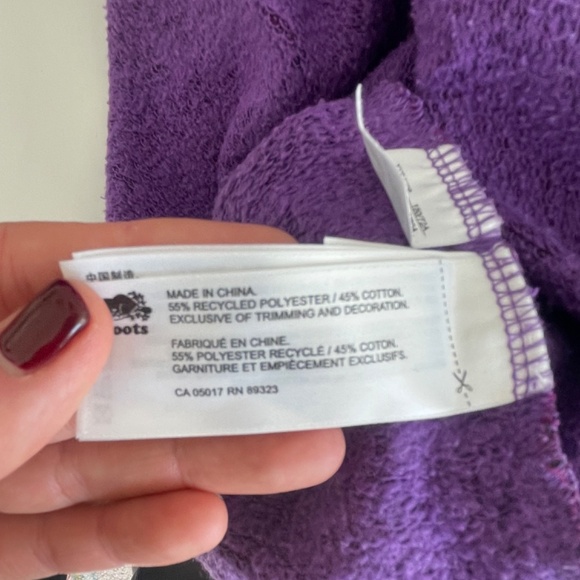 中国制造
oots
MADE IN CHINA.
55% RECYCLED POLYESTER / 45% COTTON.
EXCLUSIVE OF TRIMMING AND DECORATION.
FABRIQUÉ EN CHINE.
55% POLYESTER RECYCLÉ / 45% COTON.
GARNITURE ET EMPIÈCEMENT EXCLUSIFS.
CA 05017 RN 89323